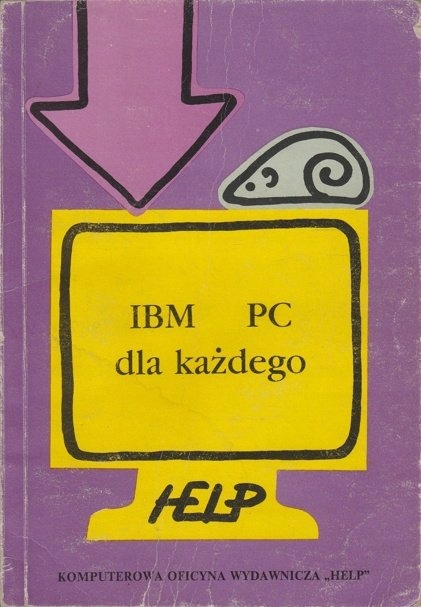 IBM PC
dla każdego
HELP
KOMPUTEROWA OFICYNA WYDAWNICZA „HELP"